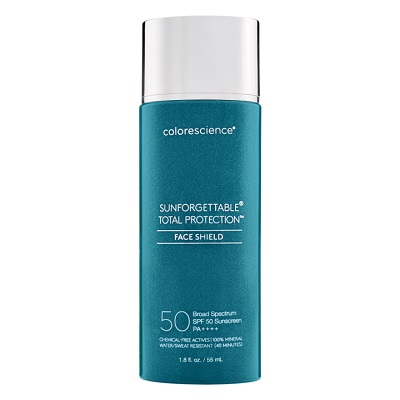 colorescience®
SUNFORGETTABLE®
TOTAL PROTECTION™
FACE SHIELD
50
Broad Spectrum
SPF 50 Sunscreen
PA++++
CHEMICAL-FREE ACTIVES | 100% MINERAL
WATER/SWEAT RESISTANT (40 MINUTES)
1.8 fl. oz. / 55 mL